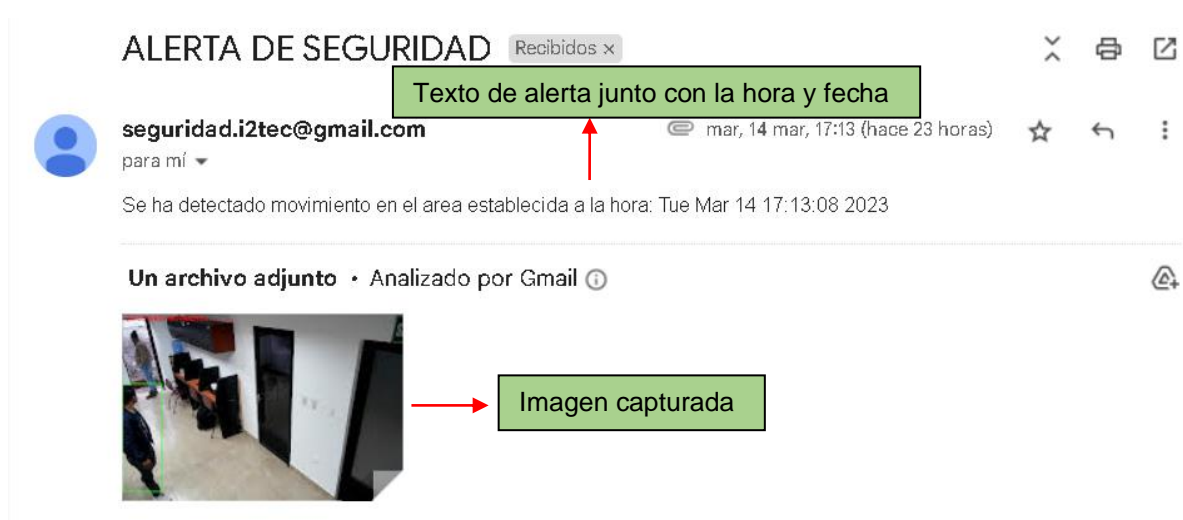 ALERTA DE SEGURIDAD Recibidos ×
Texto de alerta junto con la hora y fecha
seguridad.i2tec@gmail.com mar, 14 mar, 17:13 (hace 23 horas)
para mí
Se ha detectado movimiento en el area establecida a la hora: Tue Mar 14 17:13:08 2023
Un archivo adjunto • Analizado por Gmail
Imagen capturada